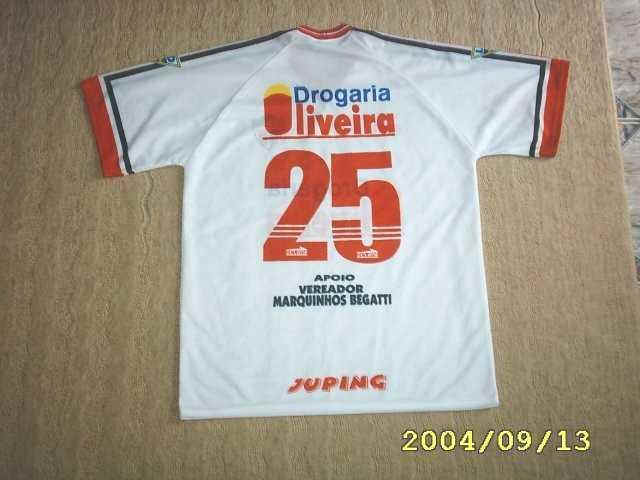 Drogaria
Oliveira
25
APOIO
VEREADOR
MARQUINHOS BEGATTI
JUPING
2004/09/13